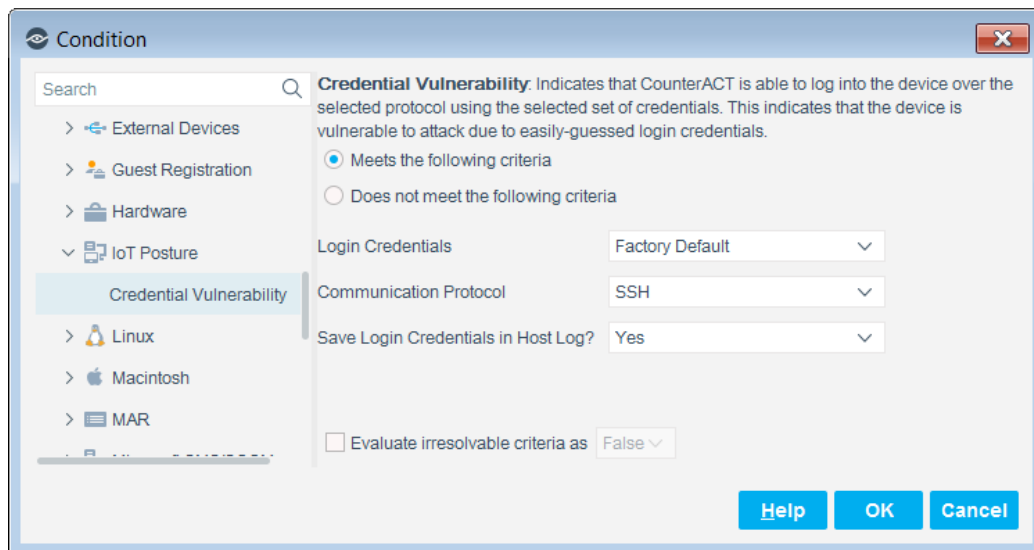 Condition
Search
External Devices
Guest Registration
Hardware
IoT Posture
Credential Vulnerability
Linux
Macintosh
MAR
Credential Vulnerability: Indicates that CounterACT is able to log into the device over the
selected protocol using the selected set of credentials. This indicates that the device is
vulnerable to attack due to easily-guessed login credentials.
Meets the following criteria
Does not meet the following criteria
Login Credentials Factory Default
Communication Protocol SSH
Save Login Credentials in Host Log? Yes
Evaluate irresolvable criteria as False
Help OK Cancel